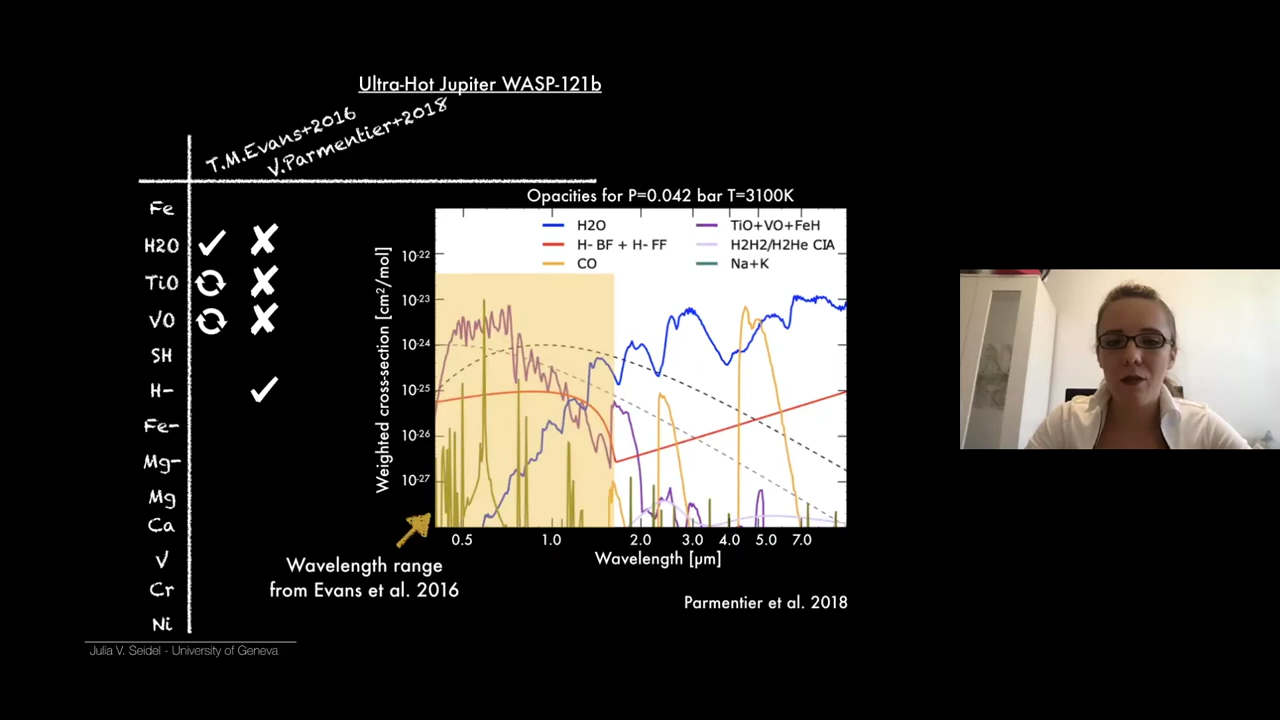 Ultra-Hot Jupiter WASP-121b
T.M.Evans+2016
V.Parmentier+2018
Fe
H2O
TiO
VO
SH
H-
Fe-
Mg-
Mg
Ca
V
Cr
Ni
Opacities for P=0.042 bar T=3100K
H2O
H- BF + H- FF
CO
TiO+VO+FeH
H2H2/H2He CIA
Na+K
Weighted cross-section [cm²/mol]
10-22
10-23
10-24
10-25
10-26
10-27
0.5 1.0 2.0 3.0 4.0 5.0 7.0
Wavelength [µm]
Wavelength range
from Evans et al. 2016
Parmentier et al. 2018
Julia V. Seidel - University of Geneva